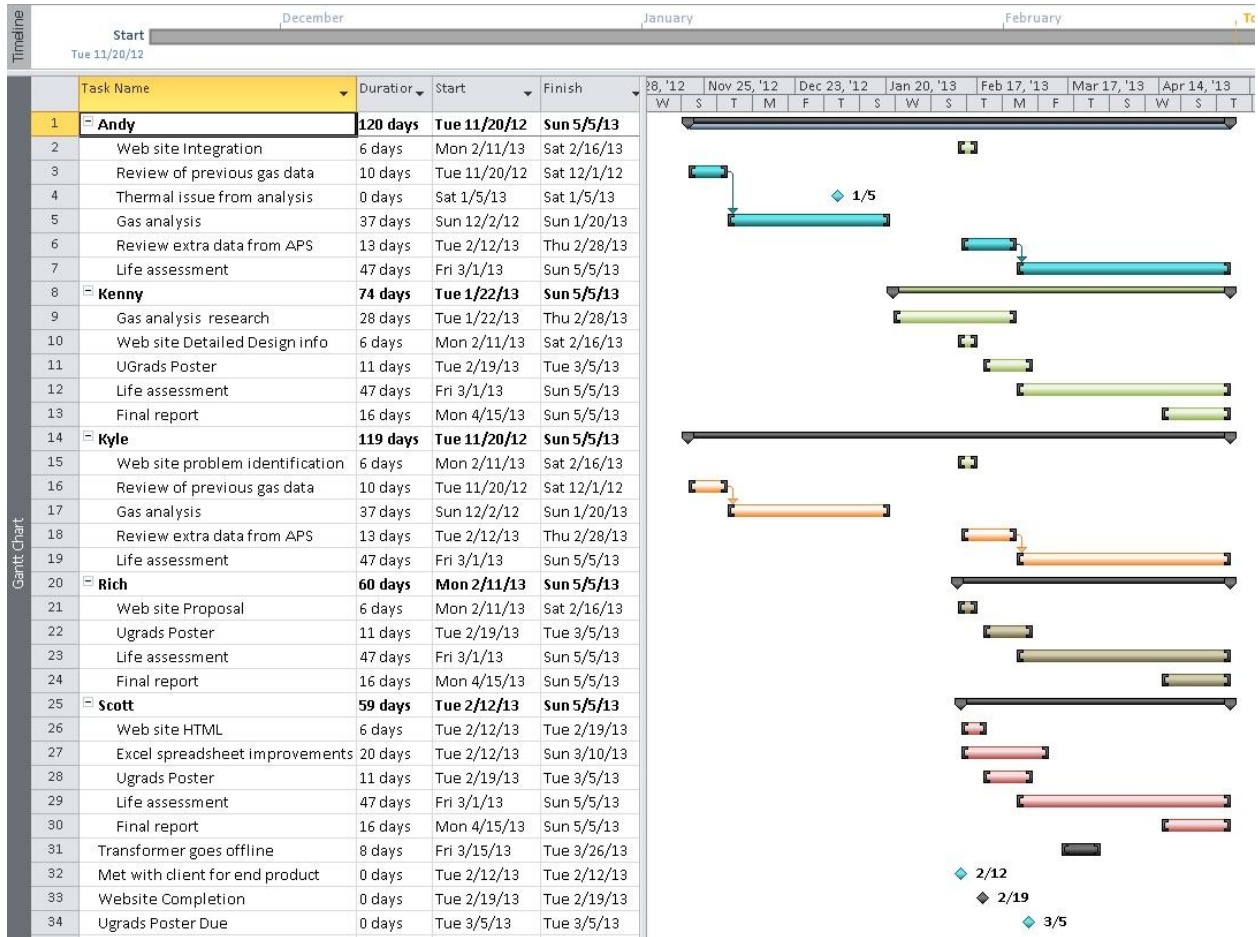 Timeline
December January February To
Start
Tue 11/20/12
Gantt Chart
Task Name Duration Start Finish
28, '12 Nov 25, '12 Dec 23, '12 Jan 20, '13 Feb 17, '13 Mar 17, '13 Apr 14, '13
W S T M F T S W S T M F T S W S T
1 Andy 120 days Tue 11/20/12 Sun 5/5/13
2 Web site Integration 6 days Mon 2/11/13 Sat 2/16/13
3 Review of previous gas data 10 days Tue 11/20/12 Sat 12/1/12
4 Thermal issue from analysis 0 days Sat 1/5/13 Sat 1/5/13 1/5
5 Gas analysis 37 days Sun 12/2/12 Sun 1/20/13
6 Review extra data from APS 13 days Tue 2/12/13 Thu 2/28/13
7 Life assessment 47 days Fri 3/1/13 Sun 5/5/13
8 Kenny 74 days Tue 1/22/13 Sun 5/5/13
9 Gas analysis research 28 days Tue 1/22/13 Thu 2/28/13
10 Web site Detailed Design info 6 days Mon 2/11/13 Sat 2/16/13
11 UGrads Poster 11 days Tue 2/19/13 Tue 3/5/13
12 Life assessment 47 days Fri 3/1/13 Sun 5/5/13
13 Final report 16 days Mon 4/15/13 Sun 5/5/13
14 Kyle 119 days Tue 11/20/12 Sun 5/5/13
15 Web site problem identification 6 days Mon 2/11/13 Sat 2/16/13
16 Review of previous gas data 10 days Tue 11/20/12 Sat 12/1/12
17 Gas analysis 37 days Sun 12/2/12 Sun 1/20/13
18 Review extra data from APS 13 days Tue 2/12/13 Thu 2/28/13
19 Life assessment 47 days Fri 3/1/13 Sun 5/5/13
20 Rich 60 days Mon 2/11/13 Sun 5/5/13
21 Web site Proposal 6 days Mon 2/11/13 Sat 2/16/13
22 Ugrads Poster 11 days Tue 2/19/13 Tue 3/5/13
23 Life assessment 47 days Fri 3/1/13 Sun 5/5/13
24 Final report 16 days Mon 4/15/13 Sun 5/5/13
25 Scott 59 days Tue 2/12/13 Sun 5/5/13
26 Web site HTML 6 days Tue 2/12/13 Tue 2/19/13
27 Excel spreadsheet improvements 20 days Tue 2/12/13 Sun 3/10/13
28 Ugrads Poster 11 days Tue 2/19/13 Tue 3/5/13
29 Life assessment 47 days Fri 3/1/13 Sun 5/5/13
30 Final report 16 days Mon 4/15/13 Sun 5/5/13
31 Transformer goes offline 8 days Fri 3/15/13 Tue 3/26/13
32 Met with client for end product 0 days Tue 2/12/13 Tue 2/12/13 2/12
33 Website Completion 0 days Tue 2/19/13 Tue 2/19/13 2/19
34 Ugrads Poster Due 0 days Tue 3/5/13 Tue 3/5/13 3/5